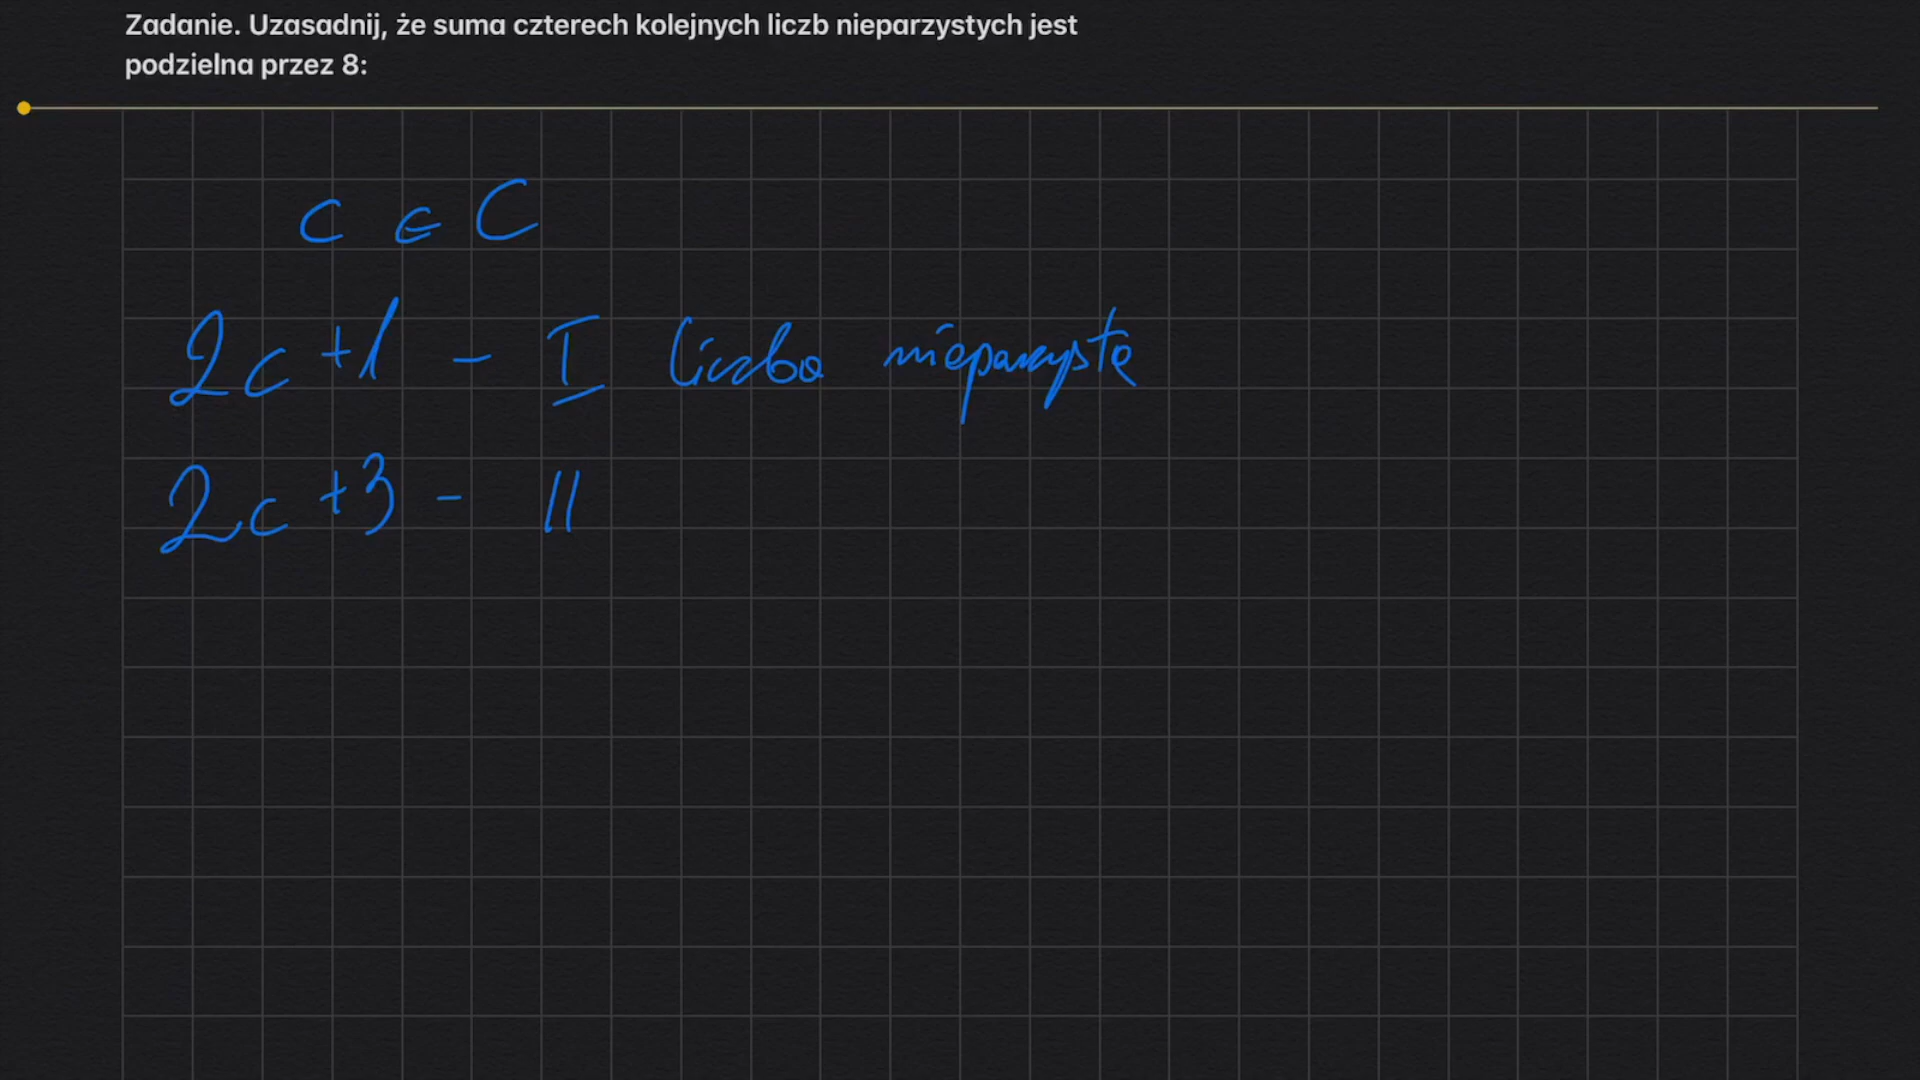 Zadanie. Uzasadnij, że suma czterech kolejnych liczb nieparzystych jest
podzielna przez 8:
c ∈ C
2c + 1 - I liczba nieparzysta
2c + 3 - II